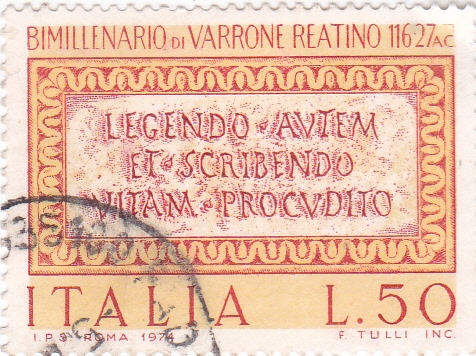 BIMILLENARIO DI VARRONE REATINO 116 27 AC
LEGENDO AVTEM
ET SCRIBENDO
VITAM PROCVDITO
ITALIA L.50
I.P.S. ROMA 1974 F. TULLI INC.